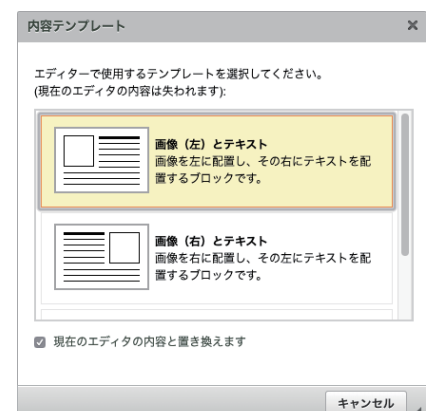 内容テンプレート
エディターで使用するテンプレートを選択してください。
(現在のエディタの内容は失われます):
画像（左）とテキスト
画像を左に配置し、その右にテキストを配
置するブロックです。
画像（右）とテキスト
画像を右に配置し、その左にテキストを配
置するブロックです。
現在のエディタの内容と置き換えます
キャンセル